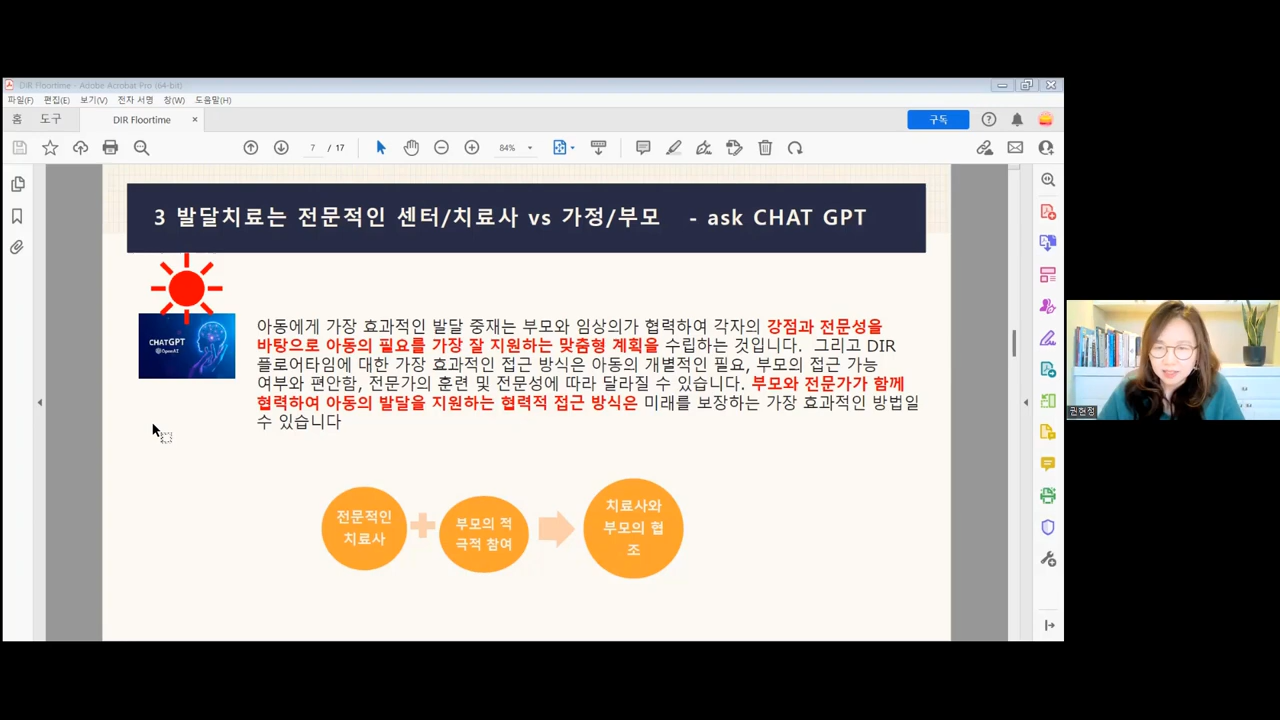 DIR Floortime - Adobe Acrobat Pro (64-bit)
파일(F) 편집(E) 보기(V) 전자 서명 창(W) 도움말(H)
홈 도구 DIR Floortime × 구독
7 / 17 84%
3 발달치료는 전문적인 센터/치료사 vs 가정/부모 - ask CHAT GPT
CHATGPT
OpenAI
아동에게 가장 효과적인 발달 중재는 부모와 임상의가 협력하여 각자의 강점과 전문성을
바탕으로 아동의 필요를 가장 잘 지원하는 맞춤형 계획을 수립하는 것입니다. 그리고 DIR
플로어타임에 대한 가장 효과적인 접근 방식은 아동의 개별적인 필요, 부모의 접근 가능
여부와 편안함, 전문가의 훈련 및 전문성에 따라 달라질 수 있습니다. 부모와 전문가가 함께
협력하여 아동의 발달을 지원하는 협력적 접근 방식은 미래를 보장하는 가장 효과적인 방법일
수 있습니다
전문적인
치료사
부모의 적
극적 참여
치료사와
부모의 협
조
권현정